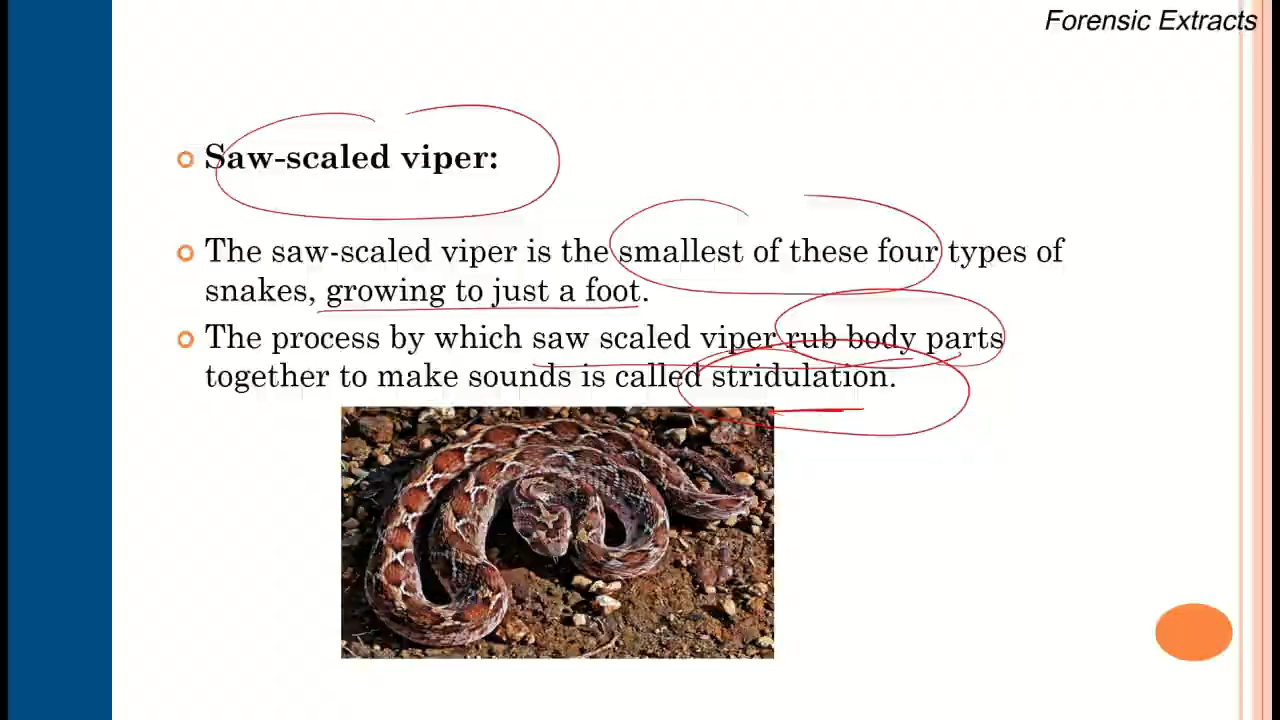 Forensic Extracts
Saw-scaled viper:
The saw-scaled viper is the smallest of these four types of
snakes, growing to just a foot.
The process by which saw scaled viper rub body parts
together to make sounds is called stridulation.